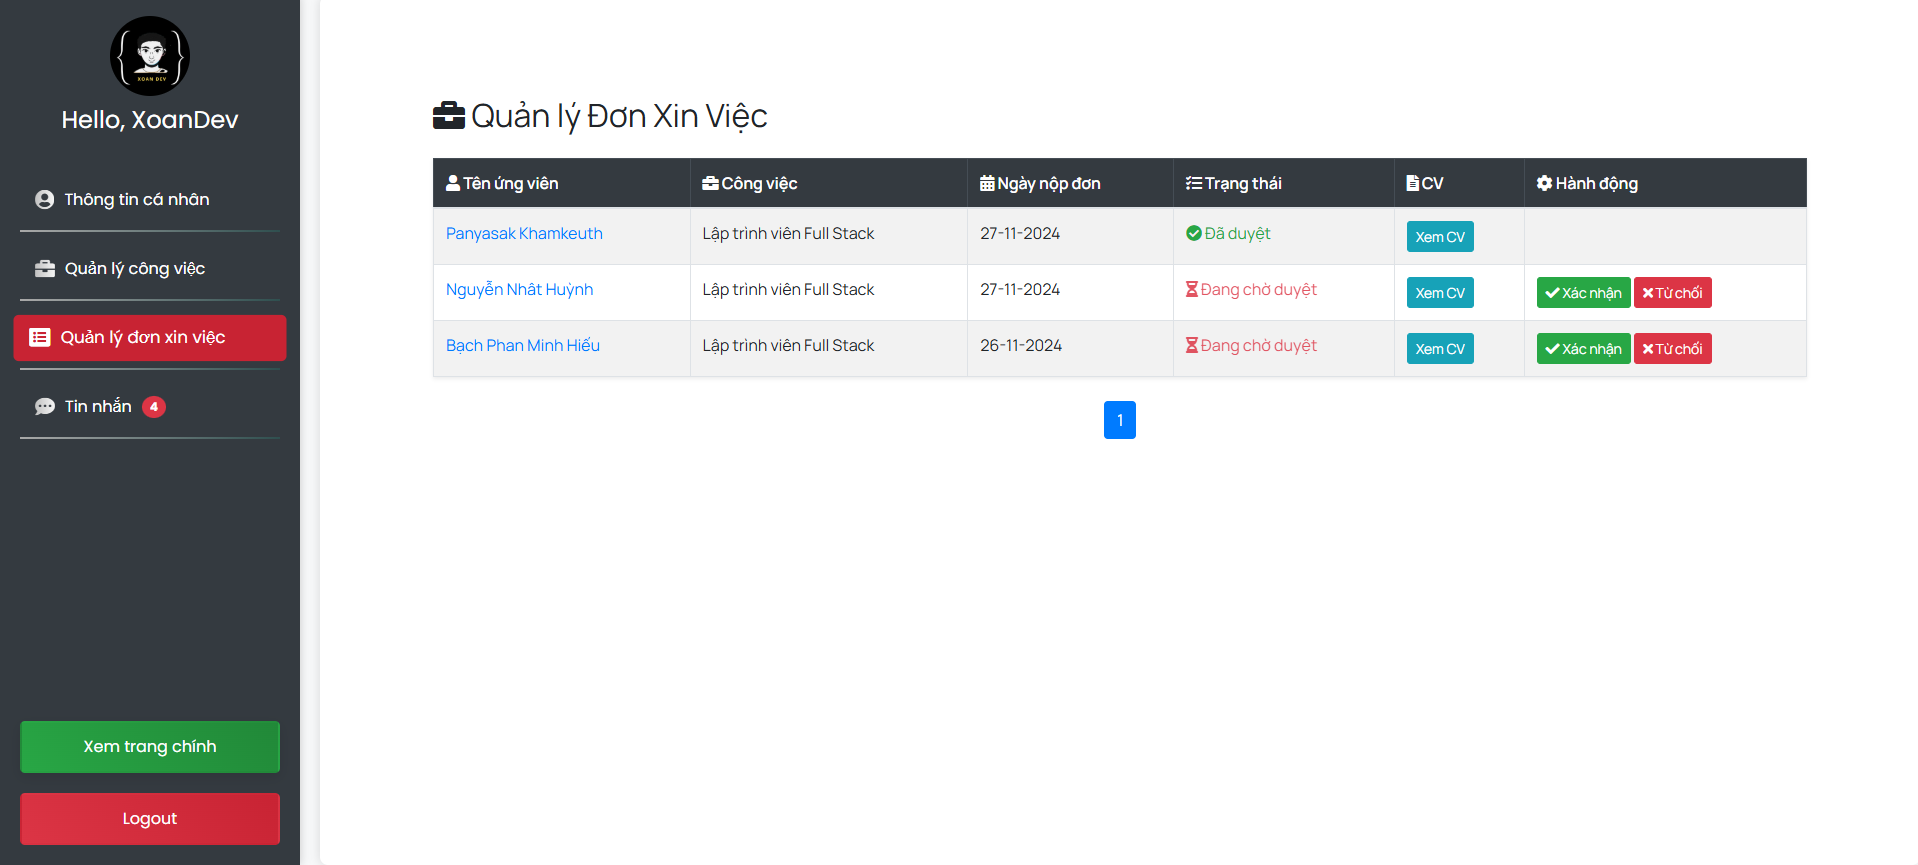 XOAN DEV
Hello, XoanDev
Thông tin cá nhân
Quản lý công việc
Quản lý đơn xin việc
Tin nhắn 4
Xem trang chính
Logout
Quản lý Đơn Xin Việc
Tên ứng viên Công việc Ngày nộp đơn Trạng thái CV Hành động
Panyasak Khamkeuth Lập trình viên Full Stack 27-11-2024 Đã duyệt Xem CV
Nguyễn Nhât Huỳnh Lập trình viên Full Stack 27-11-2024 Đang chờ duyệt Xem CV Xác nhận Từ chối
Bạch Phan Minh Hiếu Lập trình viên Full Stack 26-11-2024 Đang chờ duyệt Xem CV Xác nhận Từ chối
1